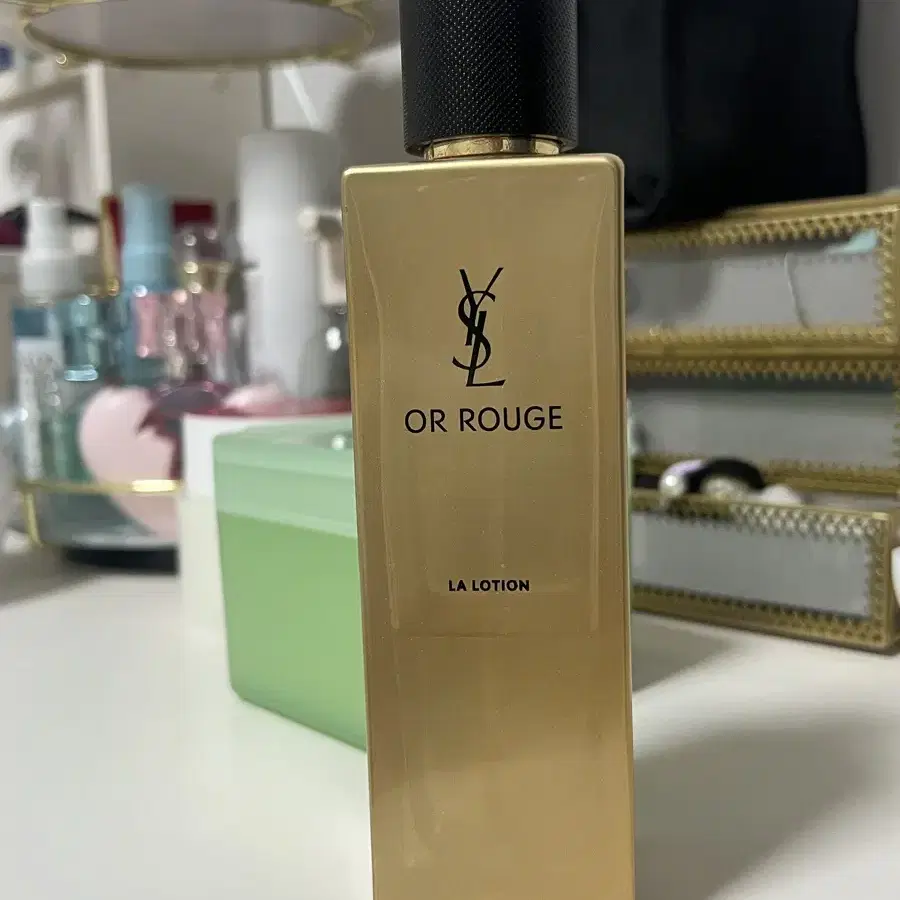 YSL
OR ROUGE
LA LOTION